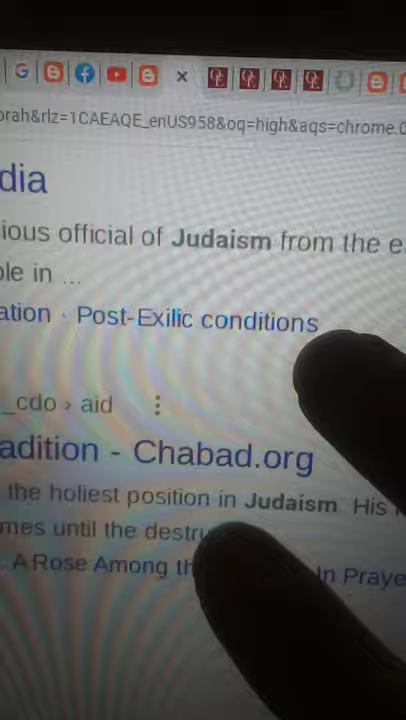 orah&rlz=1CAEAQE_enUS958&oq=high&aqs=chrome.0
dia
ious official of Judaism from the e
ole in ...
ation · Post-Exilic conditions
_cdo › aid
adition - Chabad.org
the holiest position in Judaism His
mes until the destru
A Rose Among th In Praye